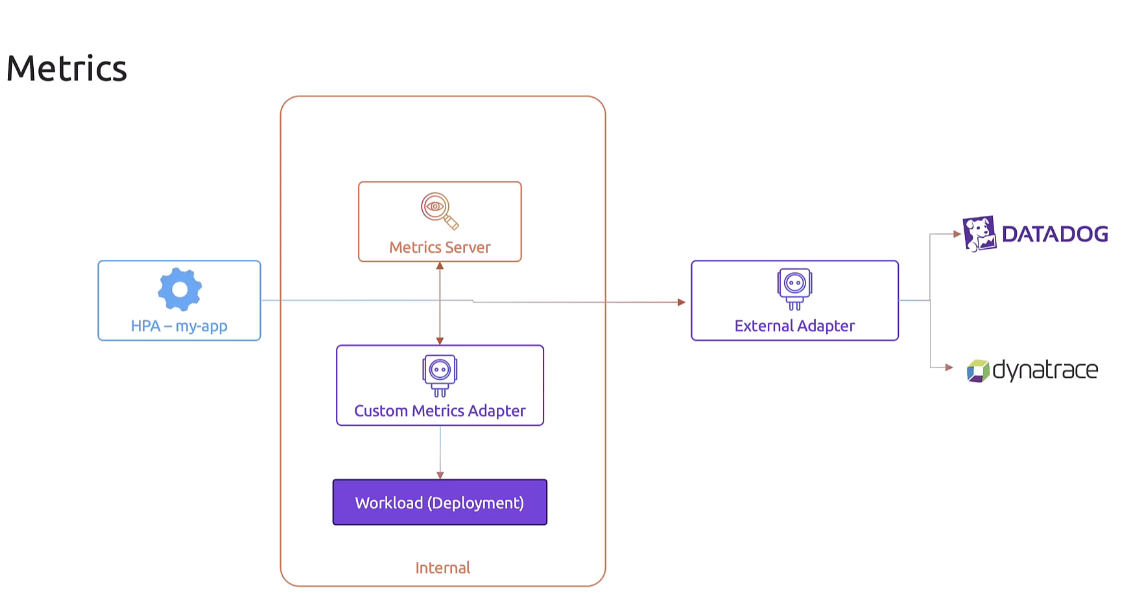 Metrics
Metrics Server
HPA – my-app
Custom Metrics Adapter
Workload (Deployment)
Internal
External Adapter
DATADOG
dynatrace